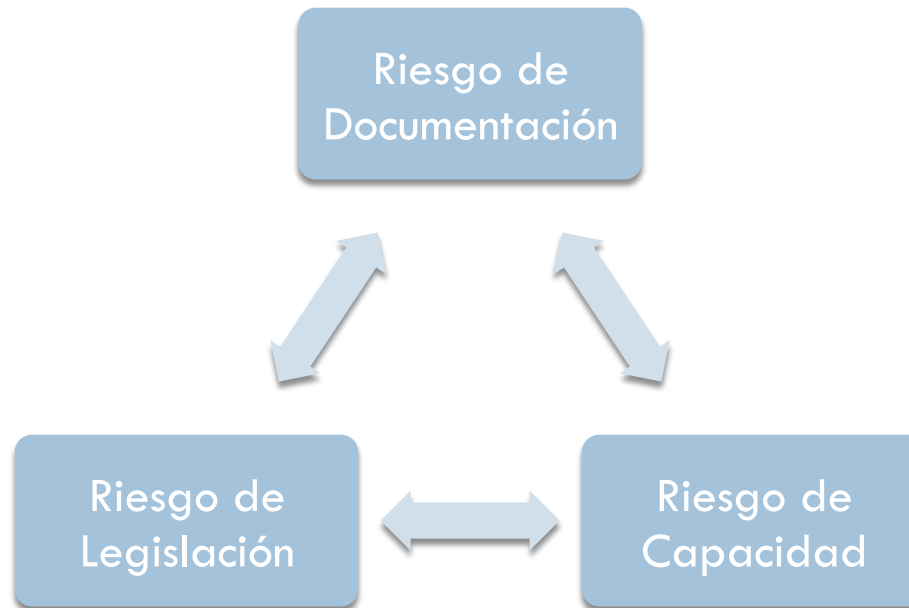 Riesgo de
Documentación
Riesgo de
Legislación
Riesgo de
Capacidad